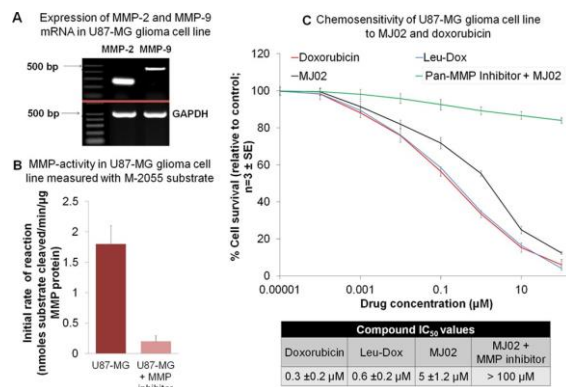 A
Expression of MMP-2 and MMP-9
mRNA in U87-MG glioma cell
line
MMP-2 MMP-9
500 bp
500 bp
GAPDH
B
MMP-activity in U87-MG glioma cell
line measured with M-2055 substrate
Initial rate of reaction
(nmoles substrate cleaved/min/µg
MMP protein)
2.5
2
1.5
1
0.5
0
U87-MG
U87-MG
+ MMP
inhibitor
C
Chemosensitivity of U87-MG glioma cell line
to MJ02 and doxorubicin
Doxorubicin
Leu-Dox
MJ02
Pan-MMP Inhibitor + MJ02
% Cell survival (relative to control;
n=3 ± SE)
120
100
80
60
40
20
0
0.00001
0.001
0.1
10
Drug concentration (µM)
Compound IC50 values
Doxorubicin
Leu-Dox
MJ02
MJ02 +
MMP inhibitor
0.3 ±0.2 µM
0.6 ±0.2 µM
5 ±1.2 µM
> 100 µM